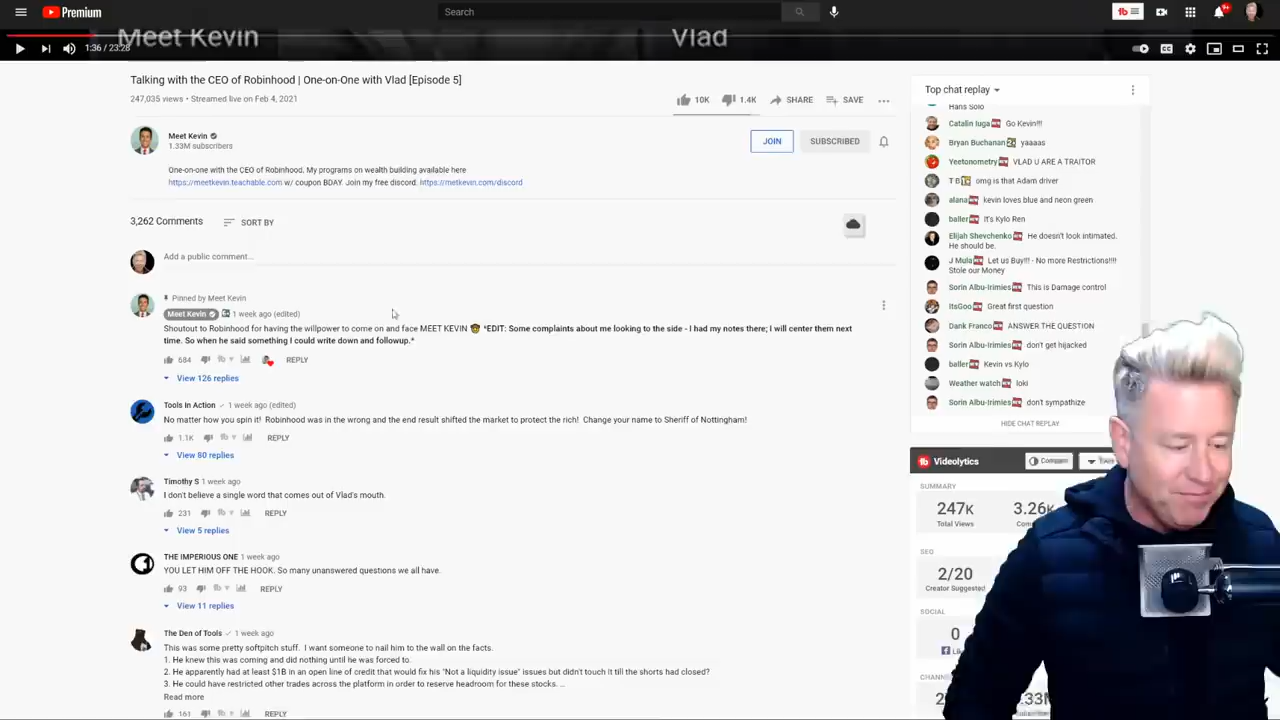 Premium
Search
9+
Meet Kevin
Vlad
1:36 / 23:28
Talking with the CEO of Robinhood | One-on-One with Vlad [Episode 5]
247,035 views • Streamed live on Feb 4, 2021
10K
1.4K
SHARE
SAVE
Meet Kevin
1.33M subscribers
JOIN
SUBSCRIBED
One-on-one with the CEO of Robinhood. My programs on wealth building available here
https://meetkevin.teachable.com w/ coupon BDAY. Join my free discord. https://metkevin.com/discord
3,262 Comments
SORT BY
Add a public comment...
Pinned by Meet Kevin
Meet Kevin 1 week ago (edited)
Shoutout to Robinhood for having the willpower to come on and face MEET KEVIN *EDIT: Some complaints about me looking to the side - I had my notes there; i will center them next
time. So when he said something I could write down and followup.*
684
REPLY
View 126 replies
Tools In Action 1 week ago (edited)
No matter how you spin it! Robinhood was in the wrong and the end result shifted the market to protect the rich! Change your name to Sheriff of Nottingham!
1.1K
REPLY
View 80 replies
Timothy S 1 week ago
I don't believe a single word that comes out of Vlad's mouth.
231
REPLY
View 5 replies
THE IMPERIOUS ONE 1 week ago
YOU LET HIM OFF THE HOOK. So many unanswered questions we all have.
93
REPLY
View 11 replies
The Den of Tools 1 week ago
This was some pretty softpitch stuff. I want someone to nail him to the wall on the facts.
1. He knew this was coming and did nothing until he was forced to.
2. He apparently had at least $1B in an open line of credit that would fix his "Not a liquidity issue" issues but didn't touch it till the shorts had closed?
3. He could have restricted other trades across the platform in order to reserve headroom for these stocks. ...
Read more
161
REPLY
Top chat replay
Hans Solo
Catalin Iuga Go Kevin!!!
Bryan Buchanan yaaaas
Yeetonometry VLAD U ARE A TRAITOR
T B omg is that Adam driver
alana kevin loves blue and neon green
baller It's Kylo Ren
Elijah Shevchenko He doesn't look intimated.
He should be.
J Mula Let us Buy!!! - No more Restrictions!!!!
Stole our Money
Sorin Albu-Irimies This is Damage control
ItsGoo Great first question
Dank Franco ANSWER THE QUESTION
Sorin Albu-Irimies don't get hijacked
baller Kevin vs Kylo
Weather watch loki
Sorin Albu-Irimies don't sympathize
HIDE CHAT REPLAY
tb Videolytics
Compare
SUMMARY
247K
3.26K
Total Views
SEO
2/20
Creator Suggested
SOCIAL
0